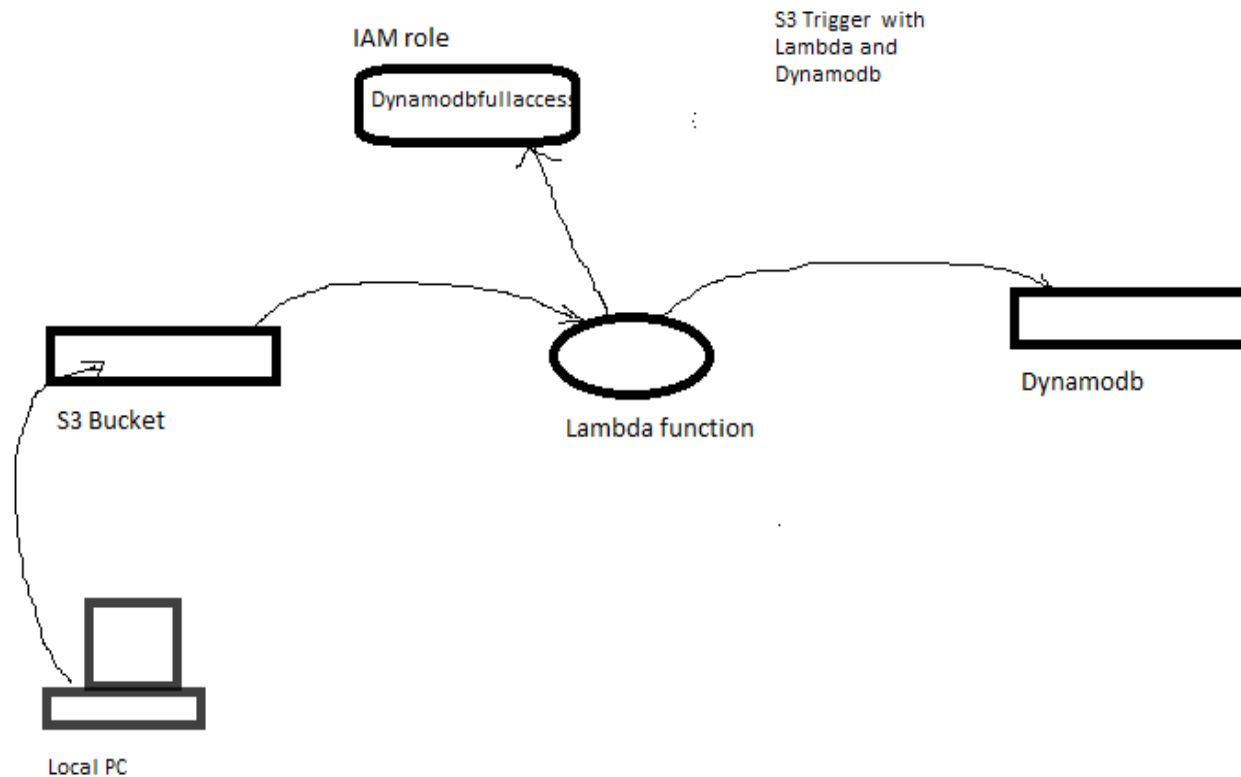 S3 Trigger with
Lambda and
Dynamodb
IAM role
Dynamodbfullaccess
S3 Bucket
Lambda function
Dynamodb
Local PC